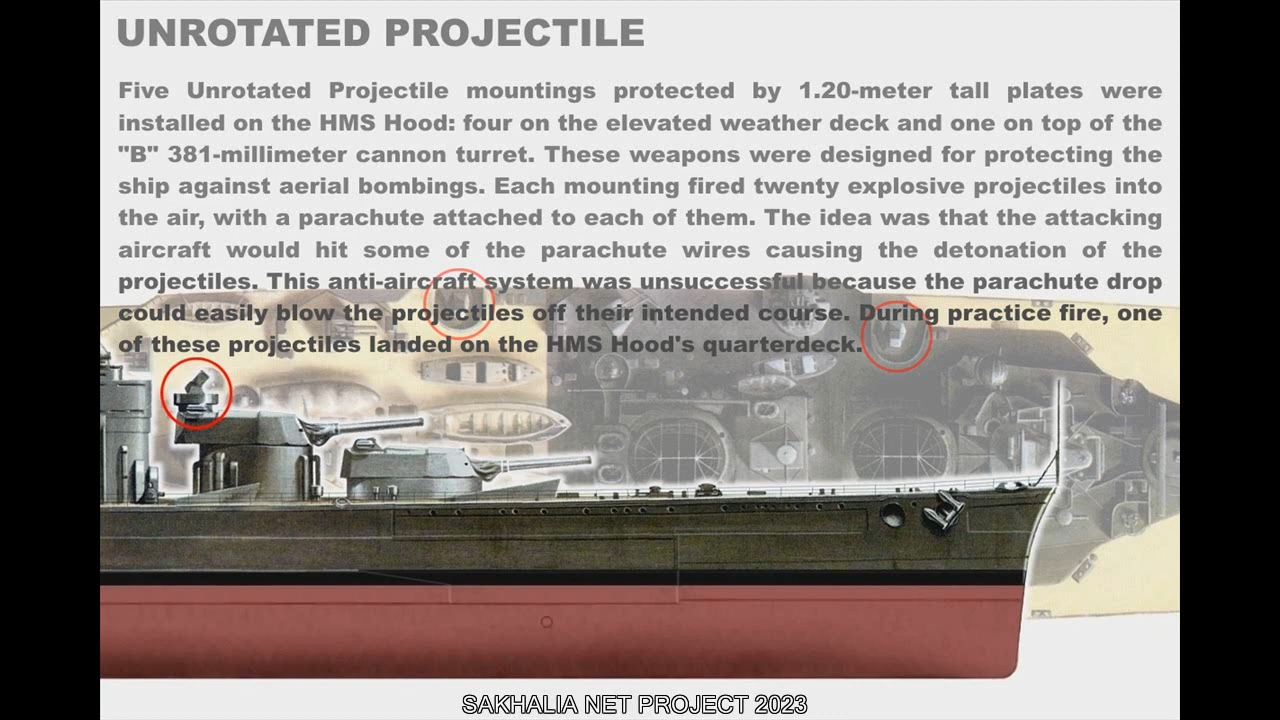 UNROTATED PROJECTILE
Five Unrotated Projectile mountings protected by 1.20-meter tall plates were
installed on the HMS Hood: four on the elevated weather deck and one on top of the
"B" 381-millimeter cannon turret. These weapons were designed for protecting the
ship against aerial bombings. Each mounting fired twenty explosive projectiles into
the air, with a parachute attached to each of them. The idea was that the attacking
aircraft would hit some of the parachute wires causing the detonation of the
projectiles. This anti-aircraft system was unsuccessful because the parachute drop
could easily blow the projectiles off their intended course. During practice fire, one
of these projectiles landed on the HMS Hood's quarterdeck.
SAKHALIA NET PROJECT 2023